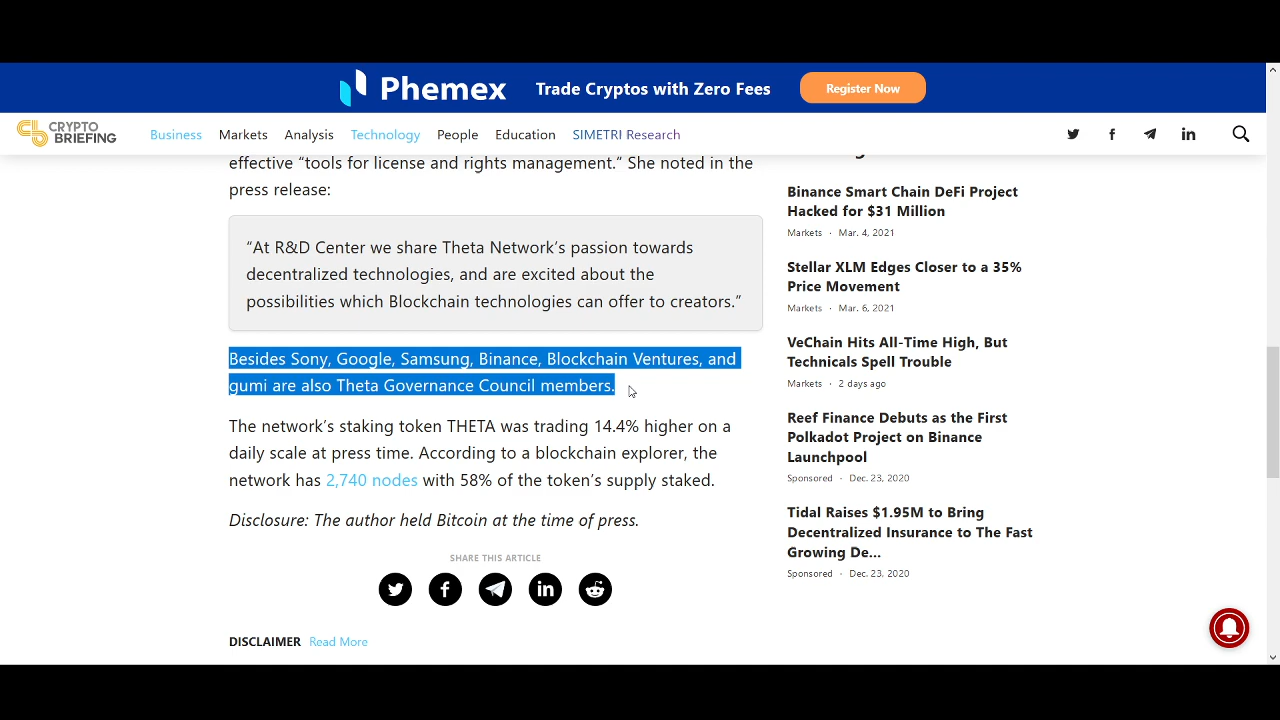 Phemex
Trade Cryptos with Zero Fees
Register Now
CRYPTO
BRIEFING
Business
Markets
Analysis
Technology
People
Education
SIMETRI Research
effective “tools for license and rights management.” She noted in the
press release:
“At R&D Center we share Theta Network’s passion towards
decentralized technologies, and are excited about the
possibilities which Blockchain technologies can offer to creators.”
Besides Sony, Google, Samsung, Binance, Blockchain Ventures, and
gumi are also Theta Governance Council members.
The network’s staking token THETA was trading 14.4% higher on a
daily scale at press time. According to a blockchain explorer, the
network has 2,740 nodes with 58% of the token’s supply staked.
Disclosure: The author held Bitcoin at the time of press.
SHARE THIS ARTICLE
DISCLAIMER Read More
Binance Smart Chain DeFi Project
Hacked for $31 Million
Markets · Mar. 4, 2021
Stellar XLM Edges Closer to a 35%
Price Movement
Markets · Mar. 6, 2021
VeChain Hits All-Time High, But
Technicals Spell Trouble
Markets · 2 days ago
Reef Finance Debuts as the First
Polkadot Project on Binance
Launchpool
Sponsored · Dec. 23, 2020
Tidal Raises $1.95M to Bring
Decentralized Insurance to The Fast
Growing De...
Sponsored · Dec. 23, 2020